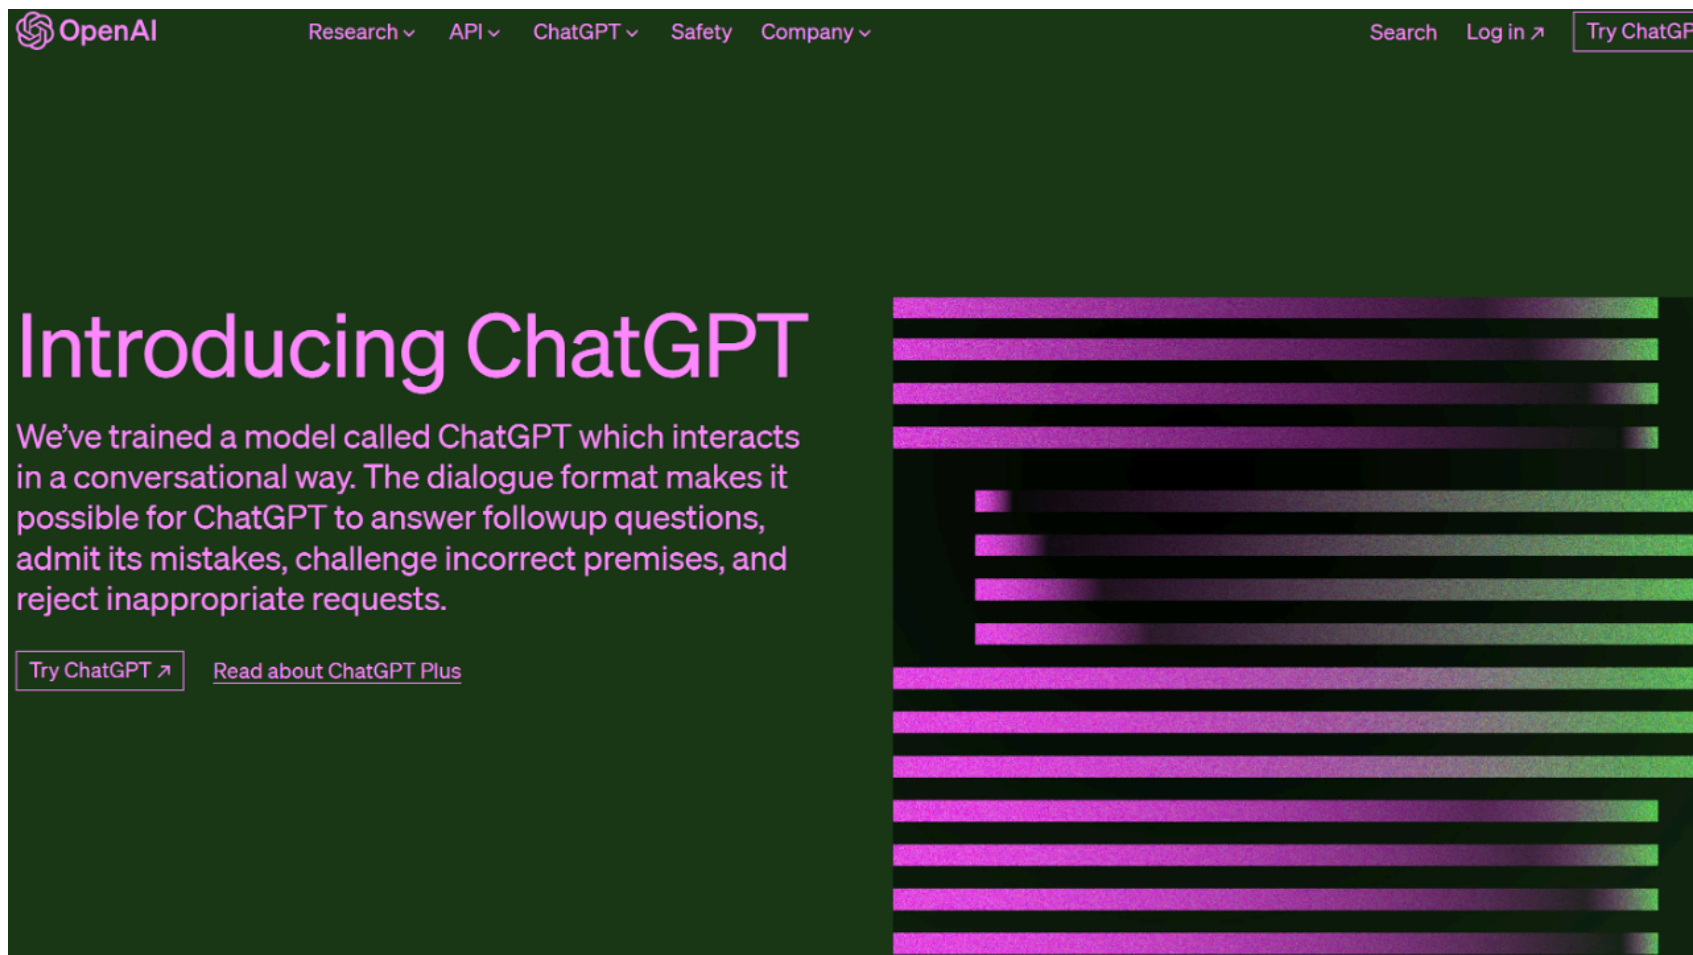 OpenAI
Research
API
ChatGPT
Safety
Company
Search
Log in ↗
Try ChatGP
Introducing ChatGPT
We’ve trained a model called ChatGPT which interacts
in a conversational way. The dialogue format makes it
possible for ChatGPT to answer followup questions,
admit its mistakes, challenge incorrect premises, and
reject inappropriate requests.
Try ChatGPT ↗
Read about ChatGPT Plus